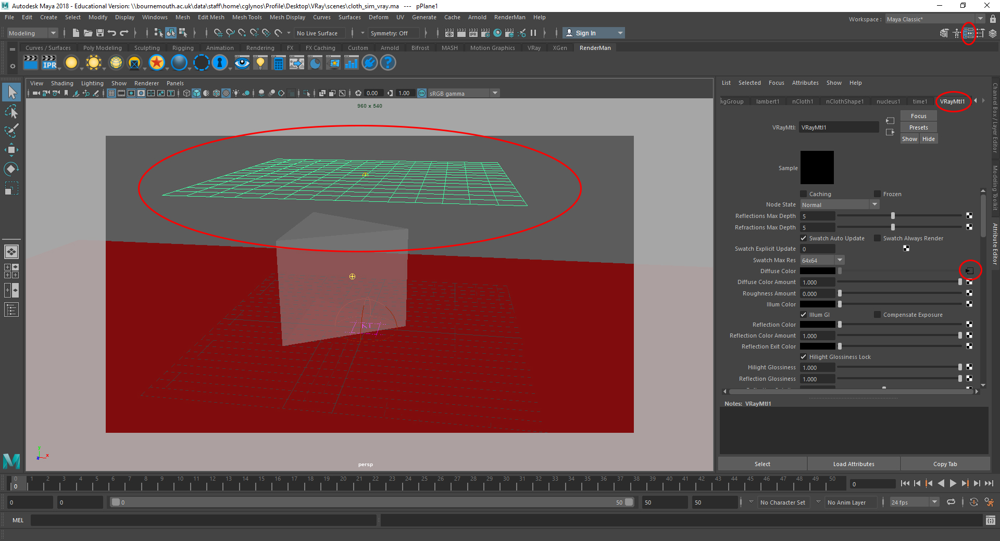 Autodesk Maya 2018 - Educational Version: \\bournemouth.ac.uk\data\staff\home\cglynos\Profile\Desktop\VRay\scenes\cloth_sim_vray.ma --- pPlane1
File Edit Create Select Modify Display Windows Mesh Edit Mesh Mesh Tools Mesh Display Curves Surfaces Deform UV Generate Cache Arnold RenderMan Help
Workspace : Maya Classic*
Modeling No Live Surface Symmetry: Off IPR Sign In
Curves / Surfaces Poly Modeling Sculpting Rigging Animation Rendering FX FX Caching Custom Arnold Bifrost MASH Motion Graphics VRay XGen RenderMan
IPR
View Shading Lighting Show Renderer Panels
0.00 1.00 ON sRGB gamma
960 x 540
persp
y
z x
List Selected Focus Attributes Show Help
ngGroup lambert1 nCloth1 nClothShape1 nucleus1 time1 VRayMtl1
VRayMtl: VRayMtl1
Focus
Presets
Show Hide
Sample
Caching Frozen
Node State Normal
Reflections Max Depth 5
Refractions Max Depth 5
Swatch Auto Update Swatch Always Render
Swatch Explicit Update 0
Swatch Max Res 64x64
Diffuse Color
Diffuse Color Amount 1.000
Roughness Amount 0.000
Illum Color
Illum GI Compensate Exposure
Reflection Color
Reflection Color Amount 1.000
Reflection Exit Color
Hilight Glossiness Lock
Hilight Glossiness 1.000
Reflection Glossiness 1.000
Notes: VRayMtl1
Select Load Attributes Copy Tab
Channel Box / Layer Editor
Modeling Toolkit
Attribute Editor
0 1 2 3 4 5 6 7 8 9 10 11 12 13 14 15 16 17 18 19 20 21 22 23 24 25 26 27 28 29 30 31 32 33 34 35 36 37 38 39 40 41 42 43 44 45 46 47 48 49 50
0 0
0 0 0 50 50 50 No Character Set No Anim Layer 24 fps
MEL